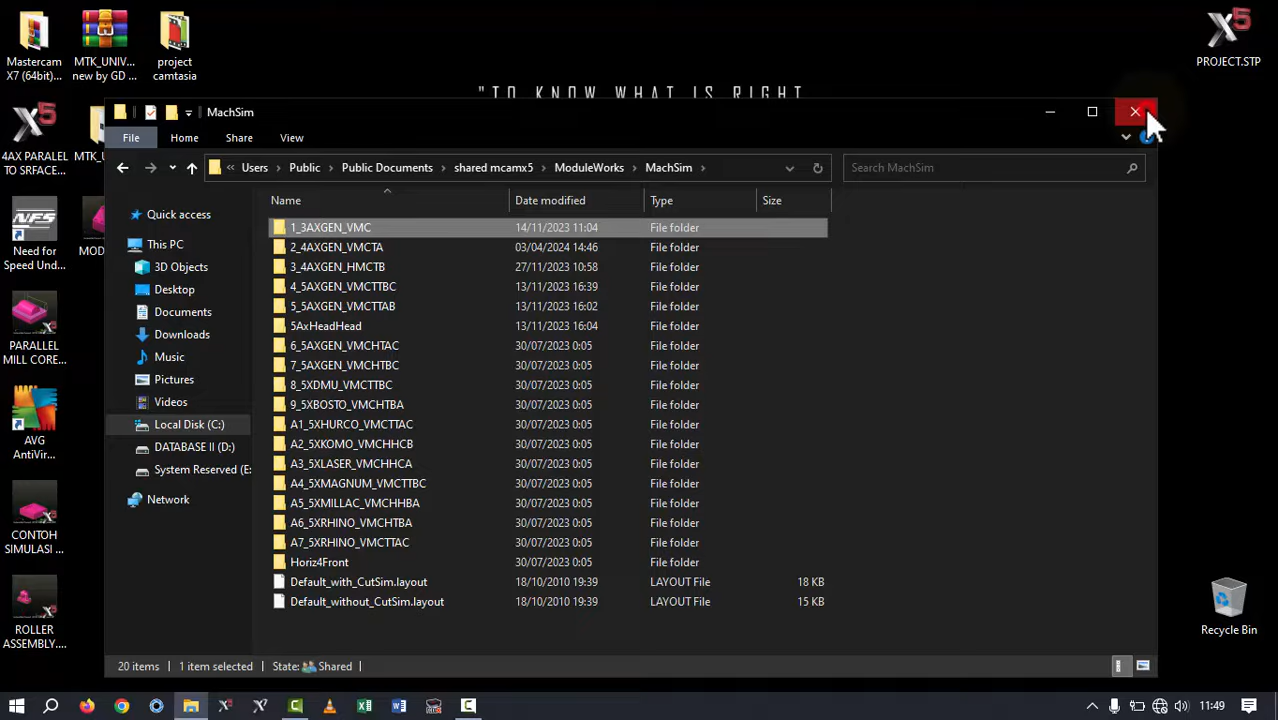 "TO KNOW WHAT IS RIGHT
Mastercam
X7 (64bit)...
MTK_UNIV...
new by GD ...
project
camtasia
PROJECT.STP
4AX PARALEL
TO SRFACE...
MTK_U
Need for
Speed Und...
MOD
PARALLEL
MILL CORE...
AVG
AntiVir...
CONTOH
SIMULASI ...
ROLLER
ASSEMBLY....
Recycle Bin
MachSim
File
Home
Share
View
Users
Public
Public Documents
shared mcamx5
ModuleWorks
MachSim
Search MachSim
Name
Date modified
Type
Size
Quick access
This PC
3D Objects
Desktop
Documents
Downloads
Music
Pictures
Videos
Local Disk (C:)
DATABASE II (D:)
System Reserved (E:
Network
1_3AXGEN_VMC 14/11/2023 11:04 File folder
2_4AXGEN_VMCTA 03/04/2024 14:46 File folder
3_4AXGEN_HMCTB 27/11/2023 10:58 File folder
4_5AXGEN_VMCTTBC 13/11/2023 16:39 File folder
5_5AXGEN_VMCTTAB 13/11/2023 16:02 File folder
5AxHeadHead 13/11/2023 16:04 File folder
6_5AXGEN_VMCHTAC 30/07/2023 0:05 File folder
7_5AXGEN_VMCHTBC 30/07/2023 0:05 File folder
8_5XDMU_VMCTTBC 30/07/2023 0:05 File folder
9_5XBOSTO_VMCHTBA 30/07/2023 0:05 File folder
A1_5XHURCO_VMCTTAC 30/07/2023 0:05 File folder
A2_5XKOMO_VMCHHCB 30/07/2023 0:05 File folder
A3_5XLASER_VMCHHCA 30/07/2023 0:05 File folder
A4_5XMAGNUM_VMCTTBC 30/07/2023 0:05 File folder
A5_5XMILLAC_VMCHHBA 30/07/2023 0:05 File folder
A6_5XRHINO_VMCHTBA 30/07/2023 0:05 File folder
A7_5XRHINO_VMCTTAC 30/07/2023 0:05 File folder
Horiz4Front 30/07/2023 0:05 File folder
Default_with_CutSim.layout 18/10/2010 19:39 LAYOUT File 18 KB
Default_without_CutSim.layout 18/10/2010 19:39 LAYOUT File 15 KB
20 items
1 item selected
State: Shared
11:49